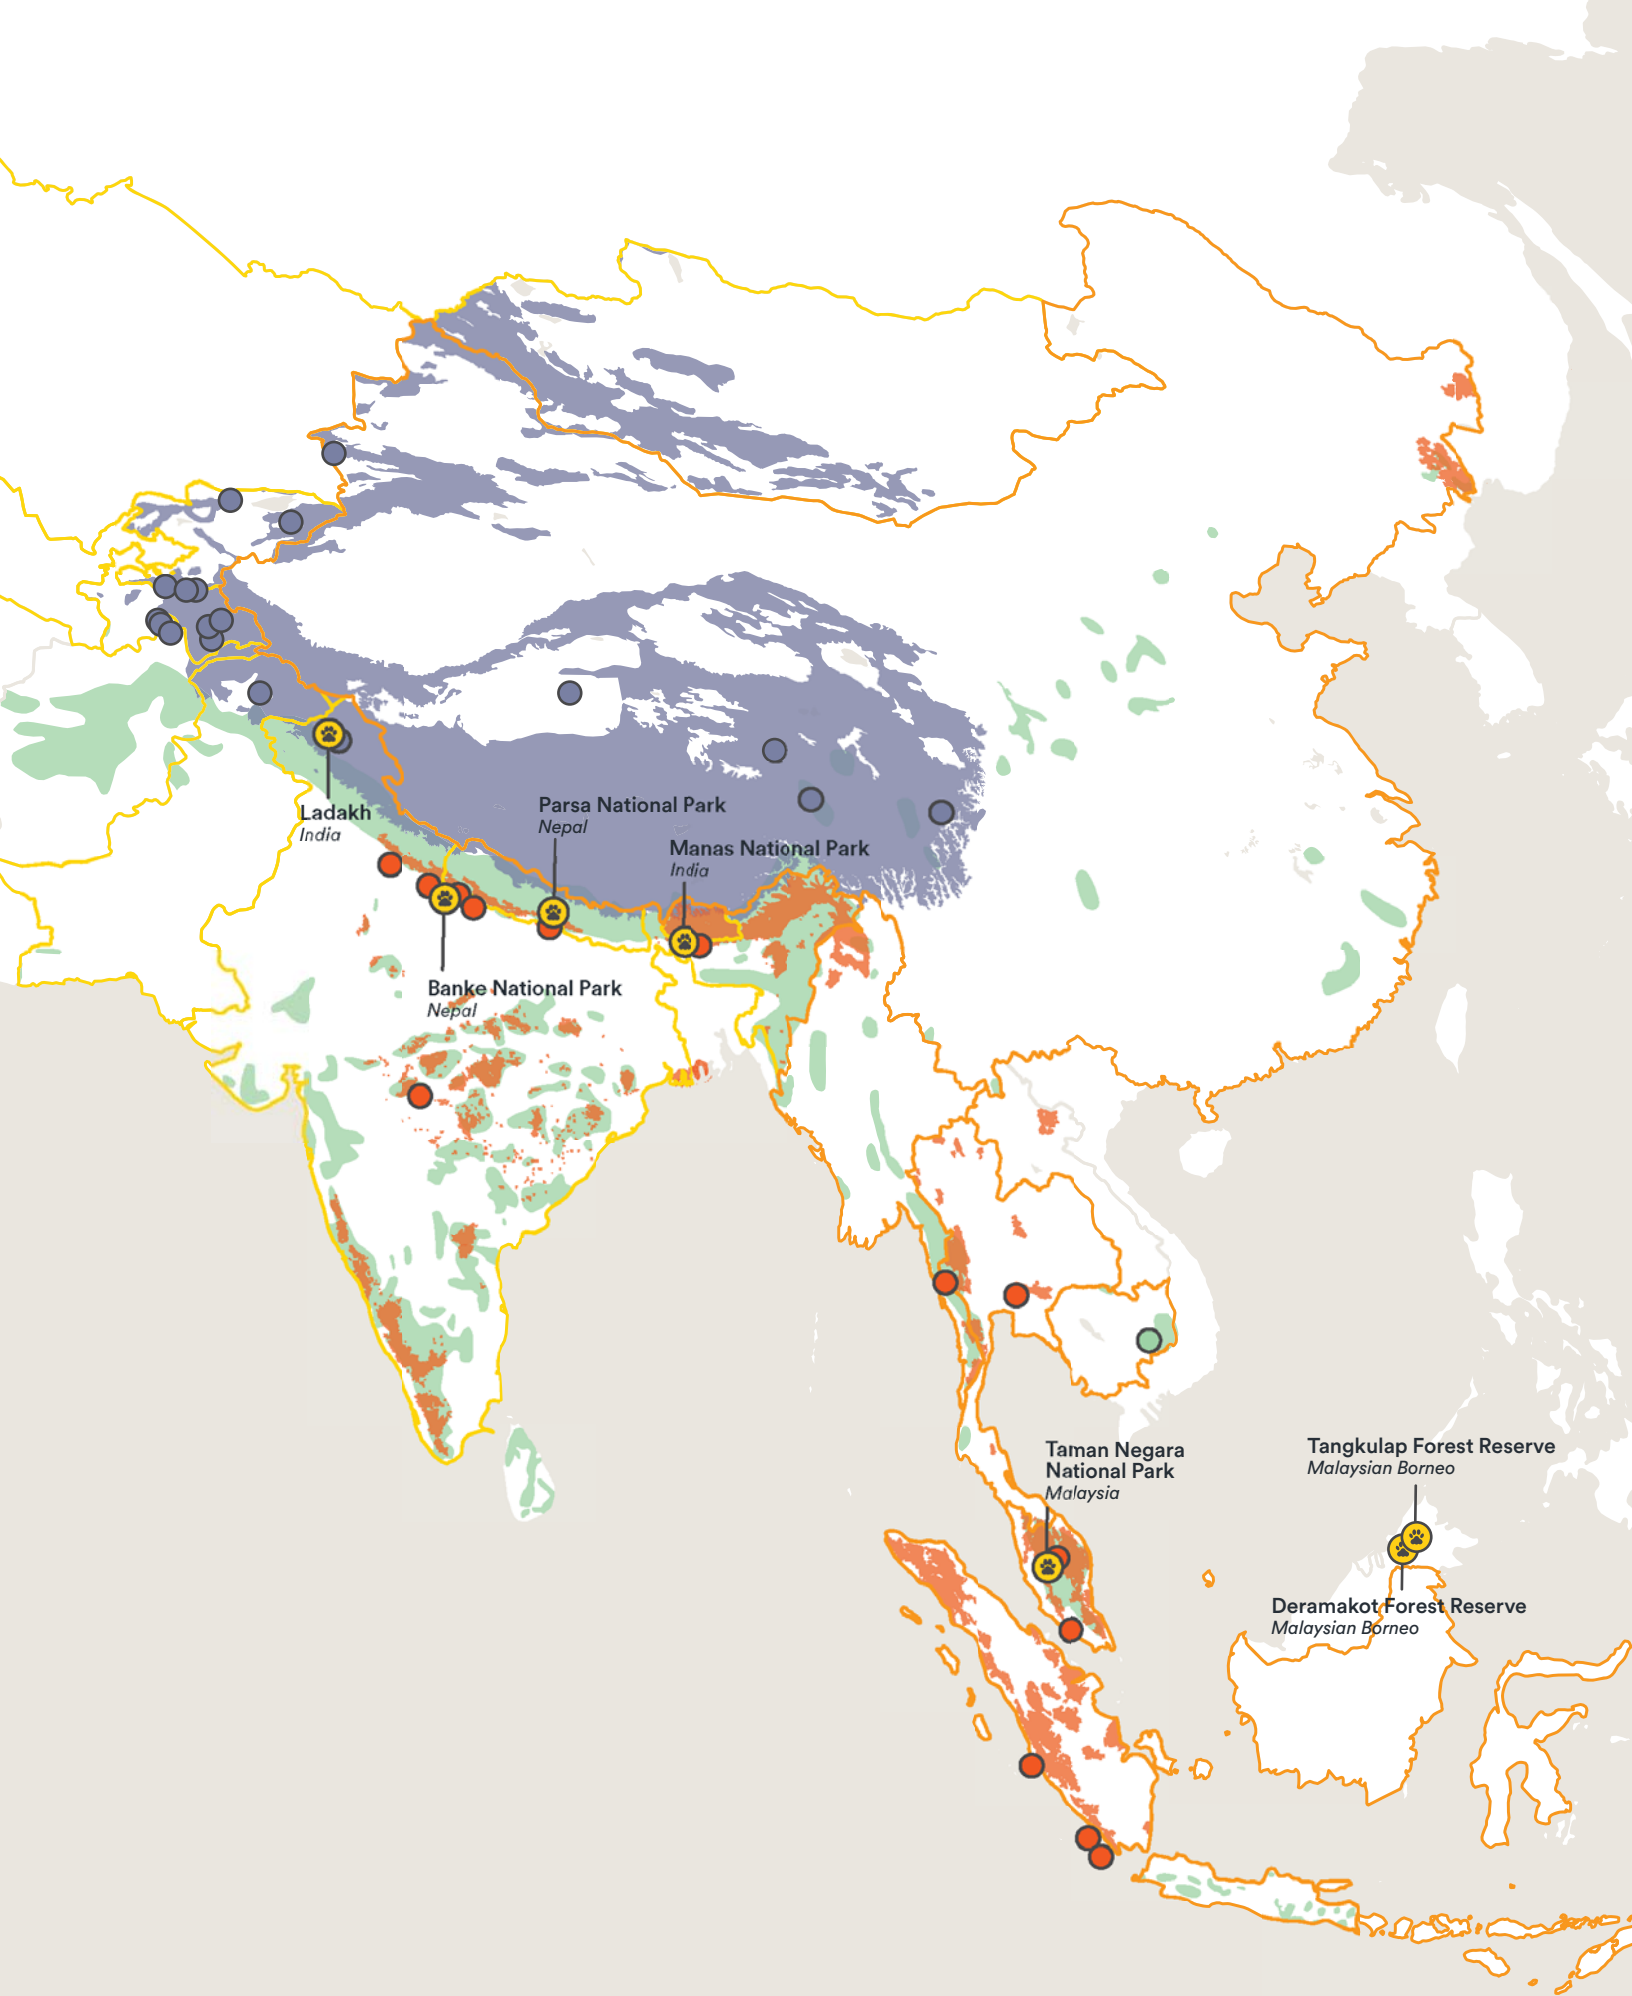 Parsa National Park
Nepal
Ladakh
India
Manas National Park
India
Banke National Park
Nepal
Taman Negara
National Park
Malaysia
Tangkulap Forest Reserve
Malaysian Borneo
Deramakot Forest Reserve
Malaysian Borneo